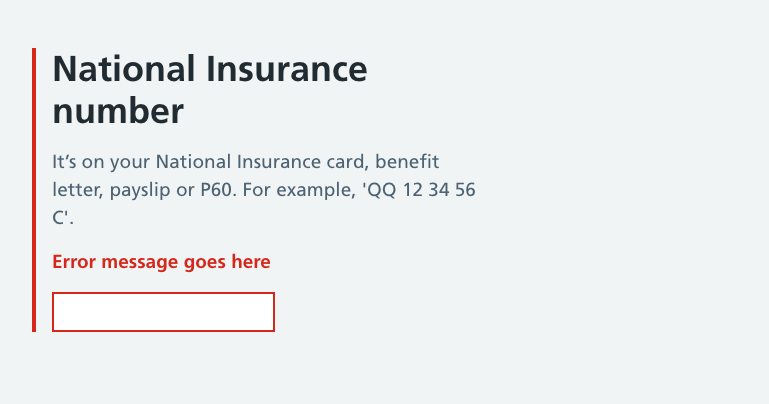 National Insurance
number
It’s on your National Insurance card, benefit
letter, payslip or P60. For example, 'QQ 12 34 56
C'.
Error message goes here